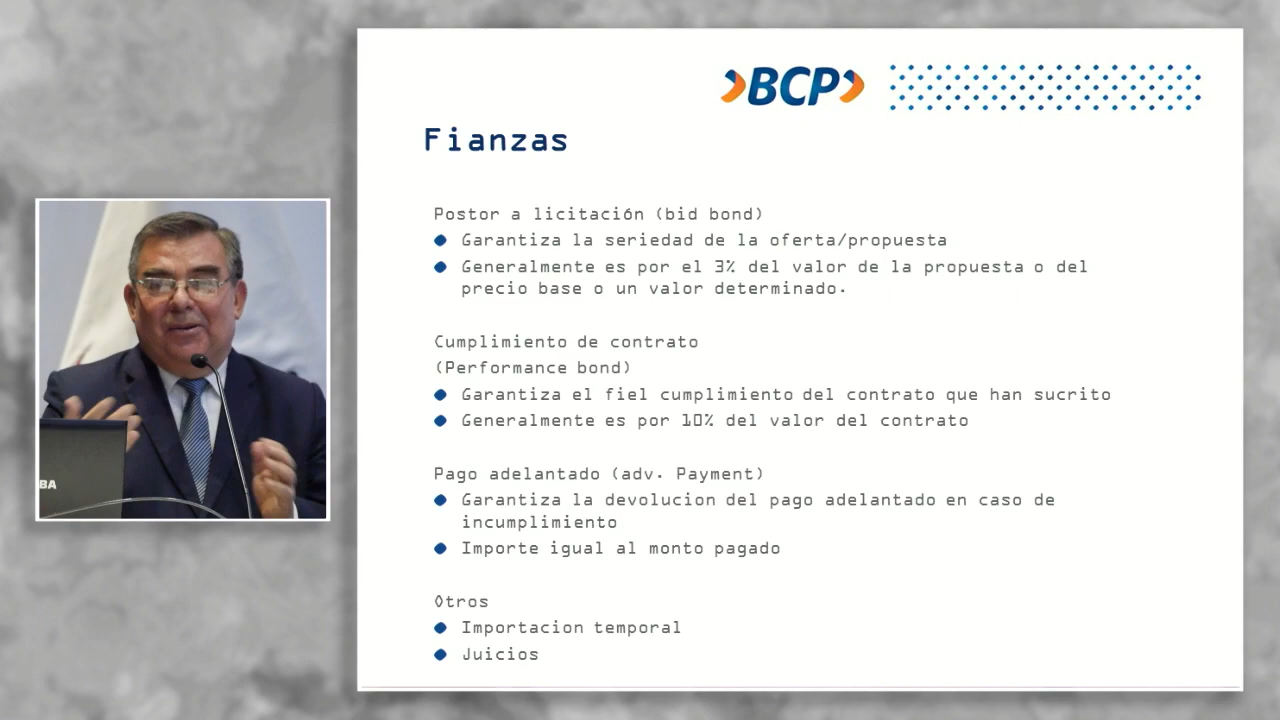 BCP
Fianzas
Postor a licitación (bid bond)
Garantiza la seriedad de la oferta/propuesta
Generalmente es por el 3% del valor de la propuesta o del
precio base o un valor determinado.
Cumplimiento de contrato
(Performance bond)
Garantiza el fiel cumplimiento del contrato que han sucrito
Generalmente es por 10% del valor del contrato
Pago adelantado (adv. Payment)
Garantiza la devolucion del pago adelantado en caso de
incumplimiento
Importe igual al monto pagado
Otros
Importacion temporal
Juicios
BA